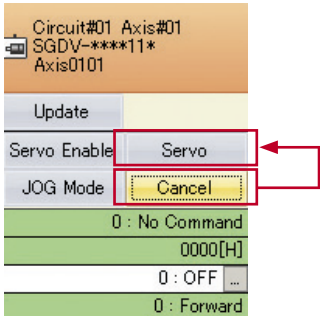 Circuit#01 Axis#01
SGDV-****11*
Axis0101
Update
Servo Enable Servo
JOG Mode Cancel
0 : No Command
0000[H]
0 : OFF ...
0 : Forward